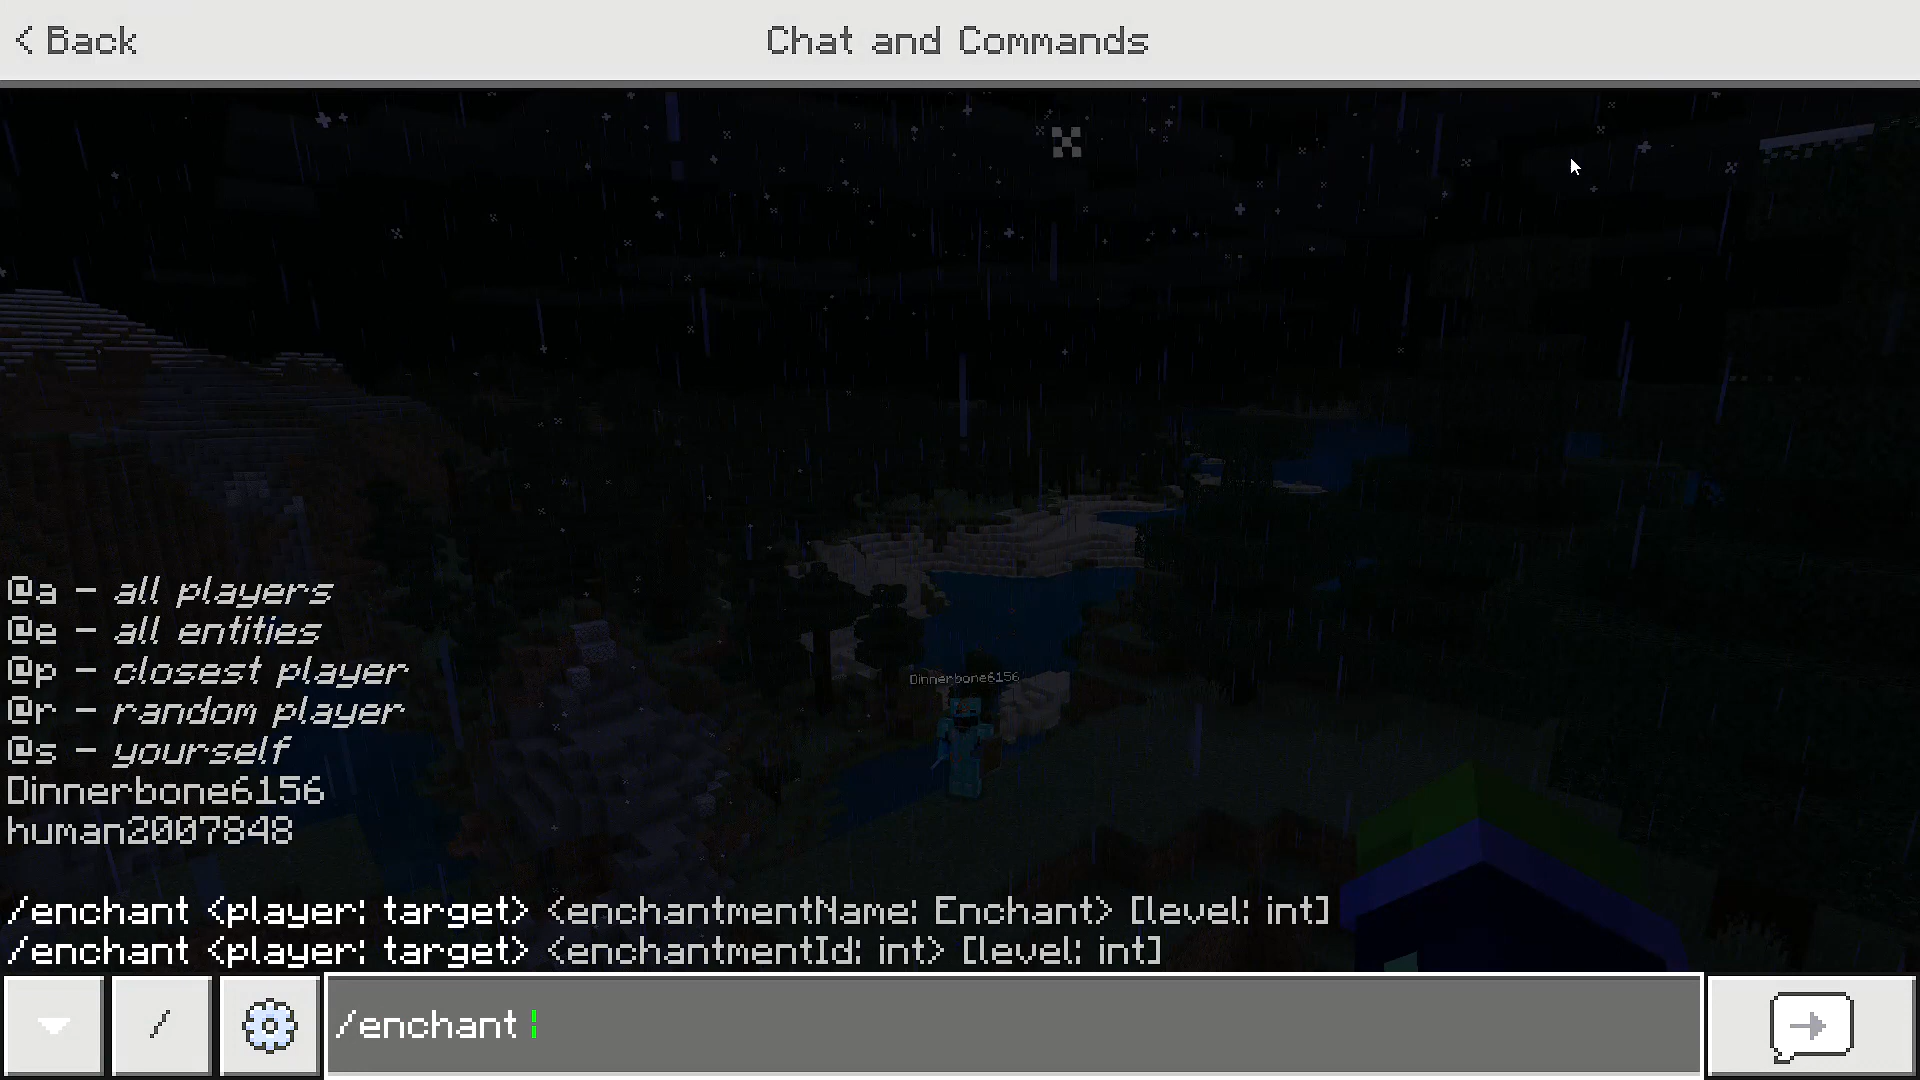 < Back
Chat and Commands
Dinnerbone6156
@a - all players
@e - all entities
@p - closest player
@r - random player
@s - yourself
Dinnerbone6156
human2007848
/enchant <player: target> <enchantmentName: Enchant> [level: int]
/enchant <player: target> <enchantmentId: int> [level: int]
/
/enchant